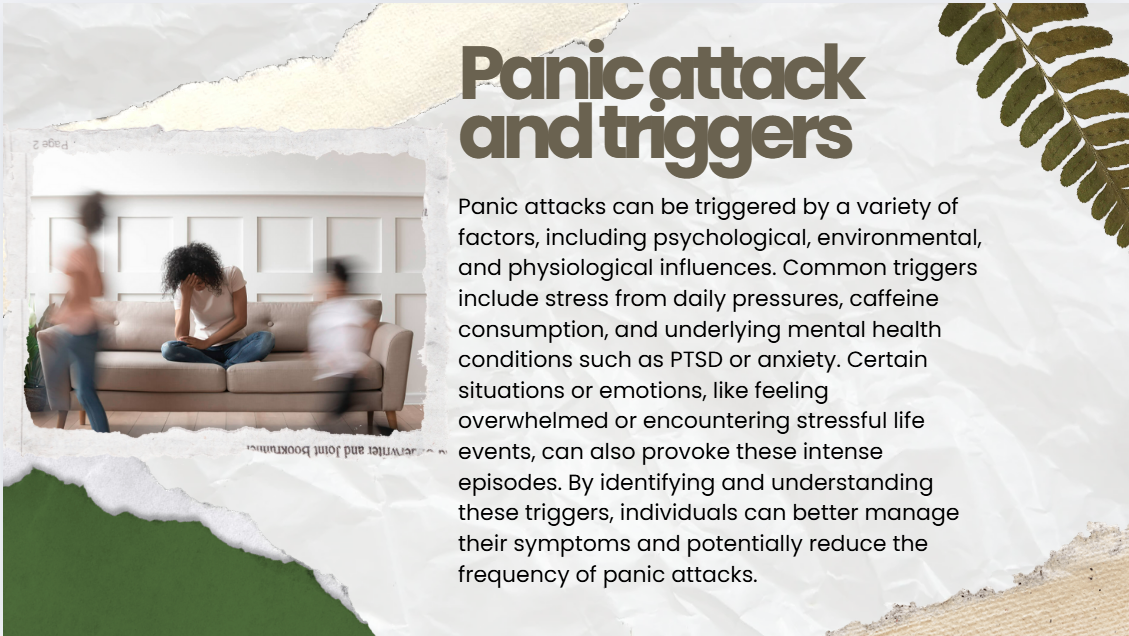 Panic attack
and triggers
Page 2
Panic attacks can be triggered by a variety of
factors, including psychological, environmental,
and physiological influences. Common triggers
include stress from daily pressures, caffeine
consumption, and underlying mental health
conditions such as PTSD or anxiety. Certain
situations or emotions, like feeling
overwhelmed or encountering stressful life
events, can also provoke these intense
episodes. By identifying and understanding
these triggers, individuals can better manage
their symptoms and potentially reduce the
frequency of panic attacks.
and Joint Bookrunner